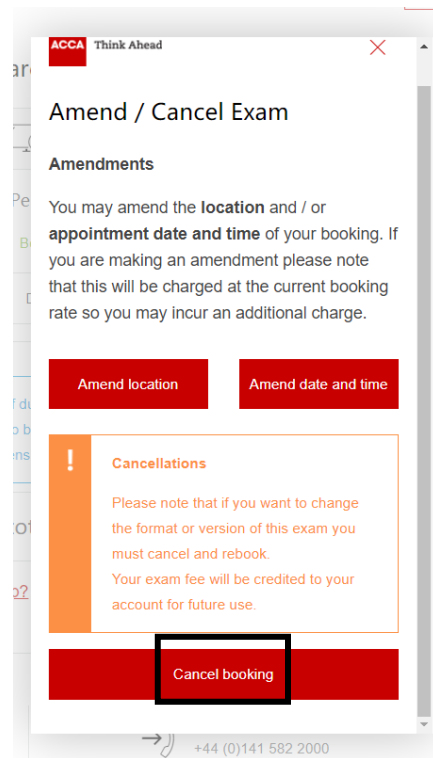 ACCA Think Ahead
Amend / Cancel Exam
Amendments
You may amend the location and / or
appointment date and time of your booking. If
you are making an amendment please note
that this will be charged at the current booking
rate so you may incur an additional charge.
Amend location
Amend date and time
!
Cancellations
Please note that if you want to change
the format or version of this exam you
must cancel and rebook.
Your exam fee will be credited to your
account for future use.
Cancel booking
+44 (0)141 582 2000